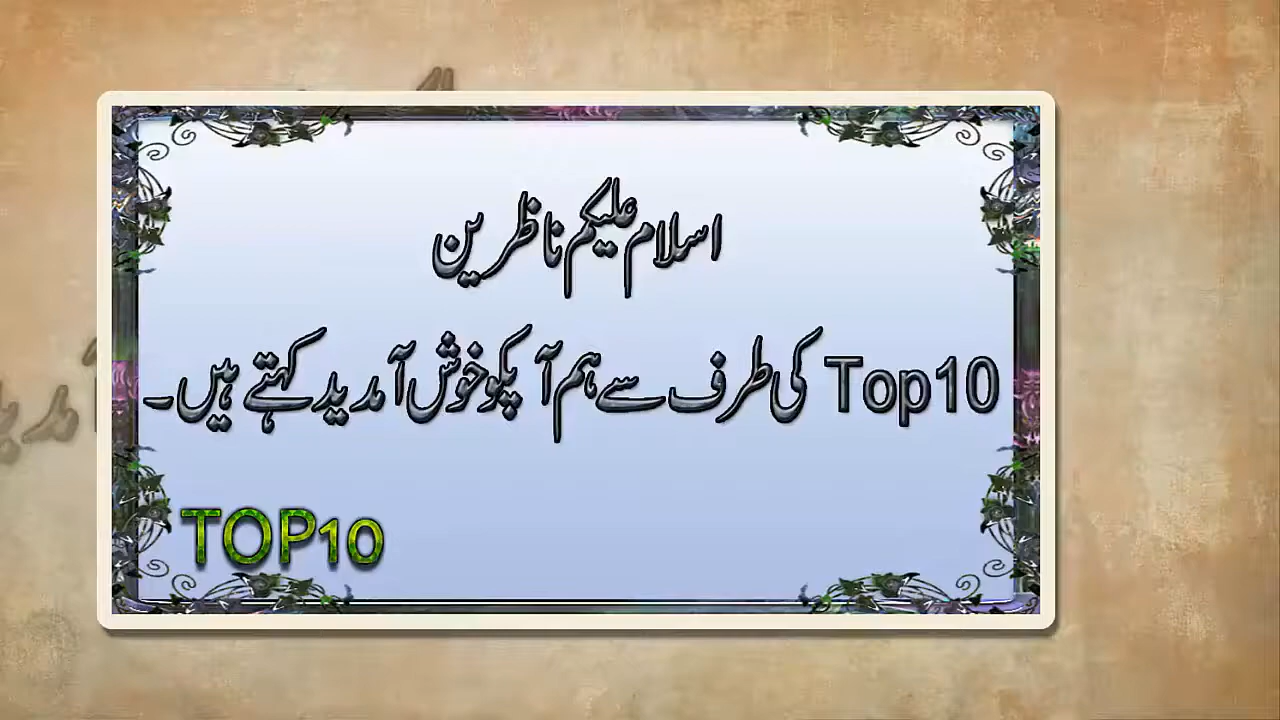 اسلام علیکم ناظرین
Top10 کی طرف سے ہم آپکو خوش آمدید کہتے ہیں۔
TOP10